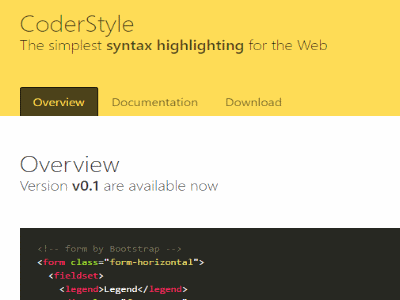 CoderStyle
The simplest syntax highlighting for the Web
Overview Documentation Download
Overview
Version v0.1 are available now
<!-- form by Bootstrap -->
<form class="form-horizontal">
<fieldset>
<legend>Legend</legend>